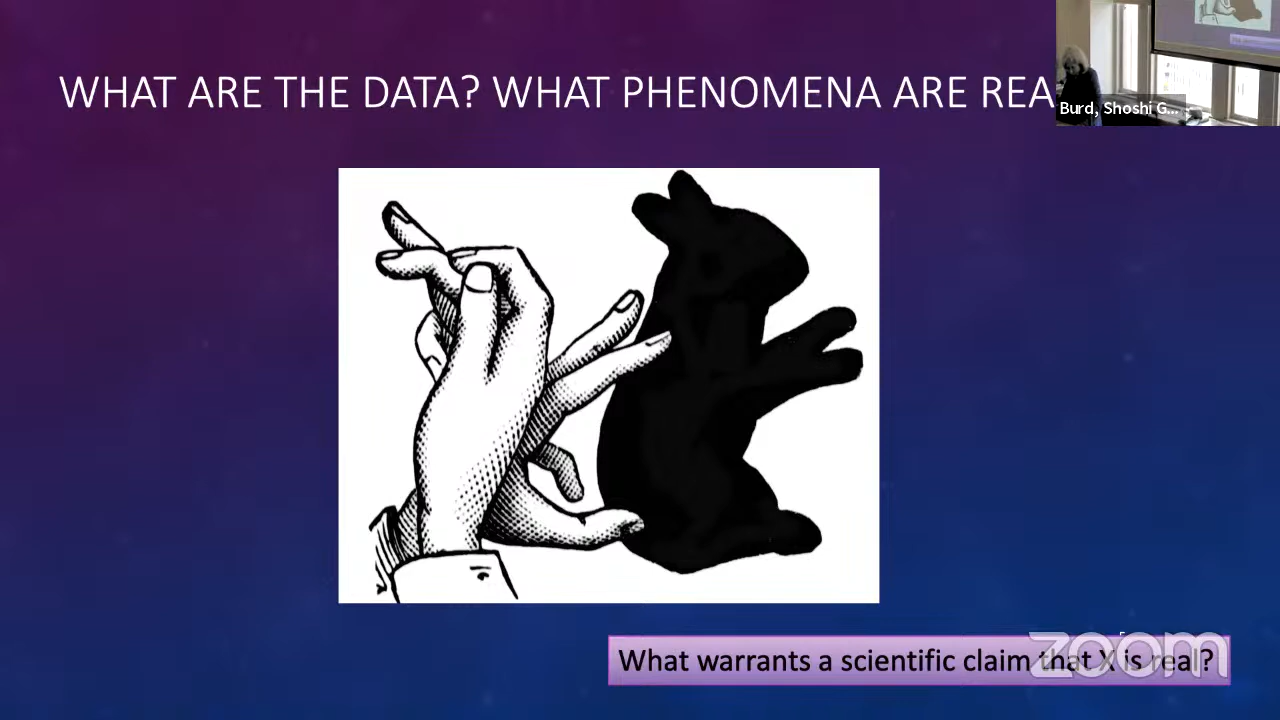 WHAT ARE THE DATA? WHAT PHENOMENA ARE REA
Burd, Shoshi G...
What warrants a scientific claim that X is real?
zoom